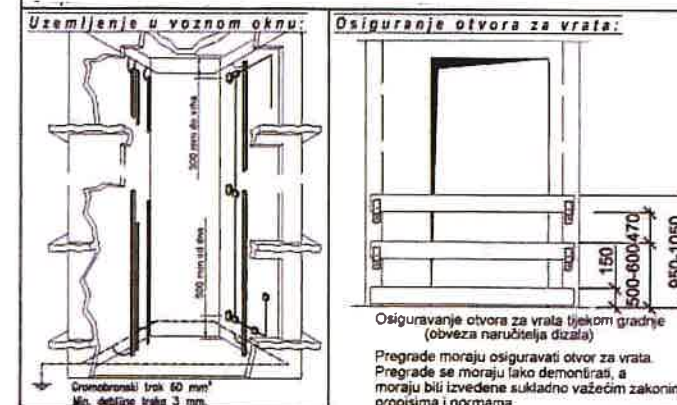 Uzemljenje u voznom oknu:
300 mm do vrha
500 mm od dna
Gromobranski trak 60 mm²
Min. debljine traka 3 mm.
Osiguranje otvora za vrata:
150
500-600
470
950-1050
Osiguravanje otvora za vrata tijekom gradnje
(obveza naručitelja dizala)
Pregrade moraju osiguravati otvor za vrata.
Pregrade se moraju lako demontirati, a
moraju biti izvedene sukladno važećim zakonim
propisima i normama